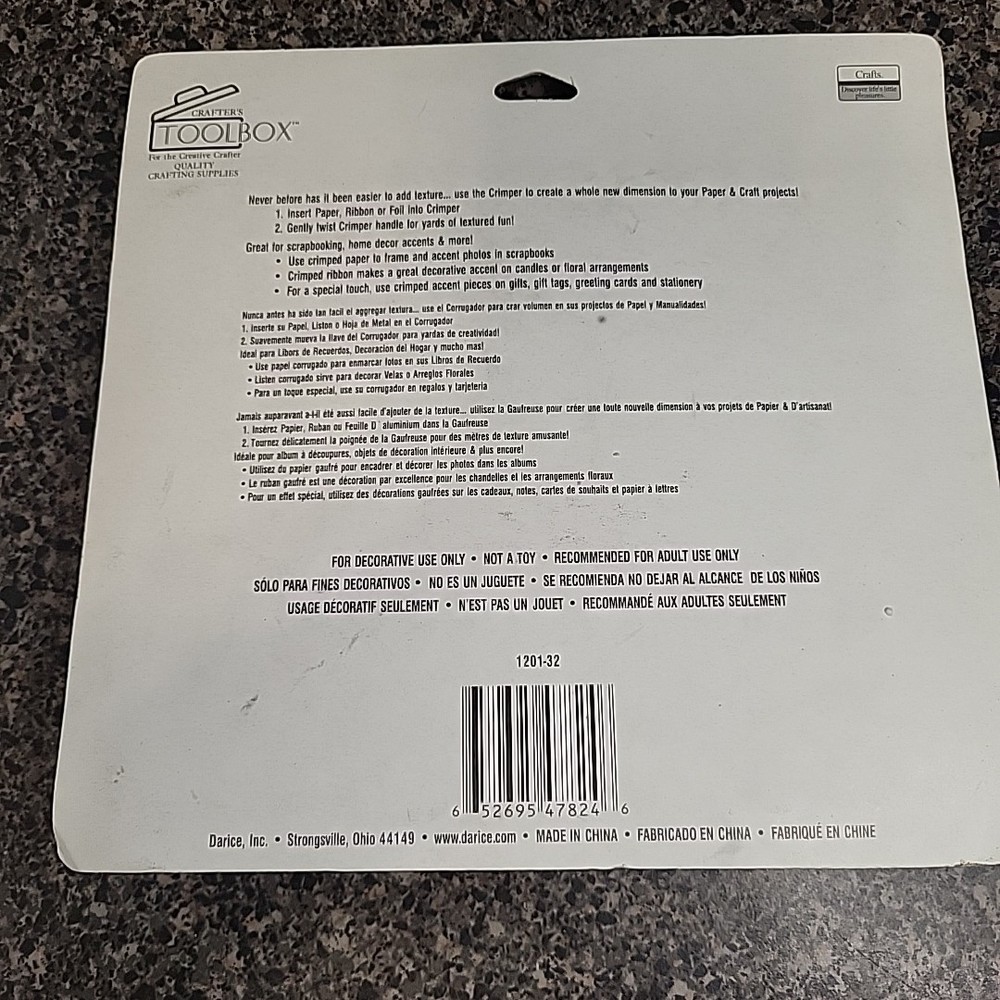 CRAFTER'S
TOOLBOX™
For the Creative Crafter
QUALITY
CRAFTING SUPPLIES
Crafts.
Discover life's little
pleasures.
Never before has it been easier to add texture... use the Crimper to create a whole new dimension to your Paper & Craft projects!
1. Insert Paper, Ribbon or Foil into Crimper
2. Gently twist Crimper handle for yards of textured fun!
Great for scrapbooking, home decor accents & more!
• Use crimped paper to frame and accent photos in scrapbooks
• Crimped ribbon makes a great decorative accent on candles or floral arrangements
• For a special touch, use crimped accent pieces on gifts, gift tags, greeting cards and stationery
Nunca antes ha sido tan facil el aggregar textura... use el Corrugador para crar volumen en sus projectos de Papel y Manualidades!
1. Inserte su Papel, Liston o Hoja de Metal en el Corrugador
2. Suavemente mueva la llave del Corrugador para yardas de creatividad!
Ideal para Libors de Recuerdos, Decoracion del Hogar y mucho mas!
• Use papel corrugado para enmarcar fotos en sus Libros de Recuerdo
• Listen corrugado sirve para decorar Velas o Arreglos Florales
• Para un toque especial, use su corrugador en regalos y tarjeteria
Jamais auparavant a-t-il été aussi facile d'ajouter de la texture... utilisez la Gaufreuse pour créer une toute nouvelle dimension à vos projets de Papier & D'artisanat!
1. Insérez Papier, Ruban ou Feuille D'aluminium dans la Gaufreuse
2. Tournez délicatement la poignée de la Gaufreuse pour des mètres de texture amusante!
Idéale pour album à découpures, objets de décoration intérieure & plus encore!
• Utilisez du papier gaufré pour encadrer et décorer les photos dans les albums
• Le ruban gaufré est une décoration par excellence pour les chandelles et les arrangements floraux
• Pour un effet spécial, utilisez des décorations gaufrées sur les cadeaux, notes, cartes de souhaits et papier à lettres
FOR DECORATIVE USE ONLY • NOT A TOY • RECOMMENDED FOR ADULT USE ONLY
SÓLO PARA FINES DECORATIVOS • NO ES UN JUGUETE • SE RECOMIENDA NO DEJAR AL ALCANCE DE LOS NIÑOS
USAGE DÉCORATIF SEULEMENT • N'EST PAS UN JOUET • RECOMMANDÉ AUX ADULTES SEULEMENT
1201-32
6 52695 47824 6
Darice, Inc. • Strongsville, Ohio 44149 • www.darice.com • MADE IN CHINA • FABRICADO EN CHINA • FABRIQUÉ EN CHINE